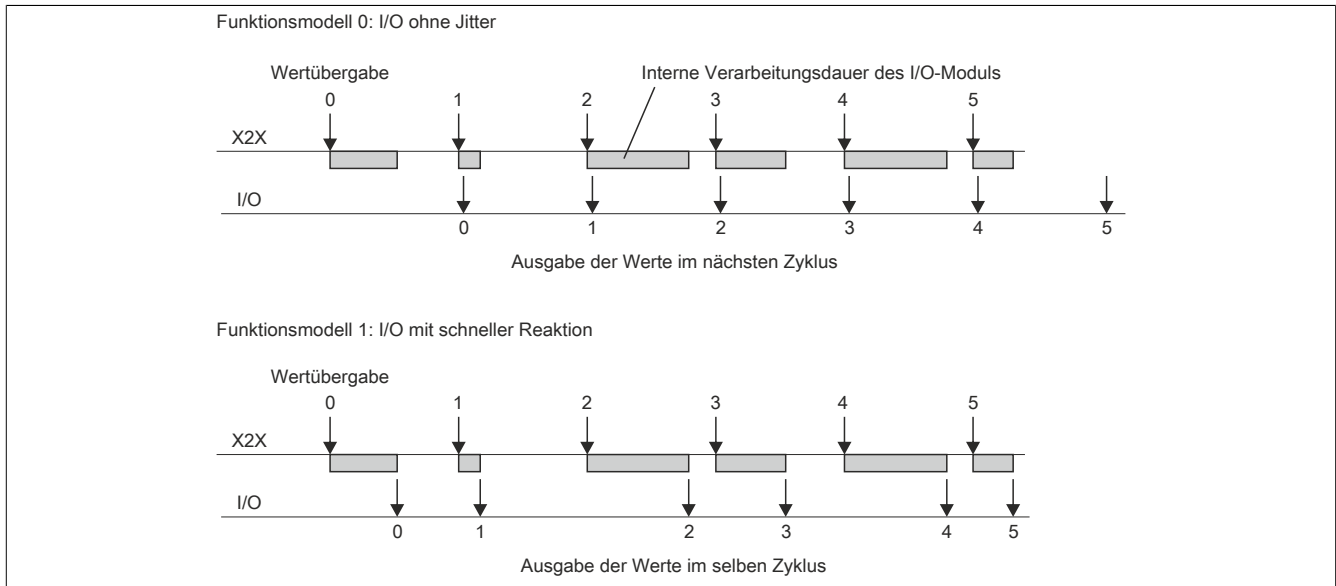 Funktionsmodell 0: I/O ohne Jitter
Wertübergabe Interne Verarbeitungsdauer des I/O-Moduls
0 1 2 3 4 5
X2X
I/O
0 1 2 3 4 5
Ausgabe der Werte im nächsten Zyklus
Funktionsmodell 1: I/O mit schneller Reaktion
Wertübergabe
0 1 2 3 4 5
X2X
I/O
0 1 2 3 4 5
Ausgabe der Werte im selben Zyklus